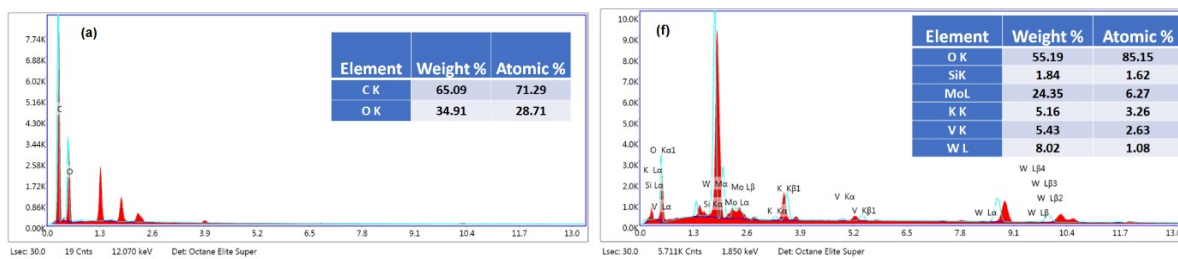 (a)
7.74K
6.88K
6.02K
5.16K
4.30K
3.44K
2.58K
1.72K
0.86K
0.00K
C
O
0.0 1.3 2.6 3.9 5.2 6.5 7.8 9.1 10.4 11.7 13.0
Element Weight % Atomic %
C K 65.09 71.29
O K 34.91 28.71
Lsec: 30.0 19 Cnts 12.070 keV Det: Octane Elite Super
(f)
10.0K
9.0K
8.0K
7.0K
6.0K
5.0K
4.0K
3.0K
2.0K
1.0K
0.0K
O Kα1
K Lα
Si Lα
V Lα
W Mα
Si Kα
Mo Lβ
Mo Lα
K Kβ1
K Kα
V Kα
V Kβ1
W Lα
W Lβ4
W Lβ3
W Lβ2
W Lβ
0.0 1.3 2.6 3.9 5.2 6.5 7.8 9.1 10.4 11.7 13.0
Element Weight % Atomic %
O K 55.19 85.15
SiK 1.84 1.62
MoL 24.35 6.27
K K 5.16 3.26
V K 5.43 2.63
W L 8.02 1.08
Lsec: 30.0 5.711K Cnts 1.850 keV Det: Octane Elite Super